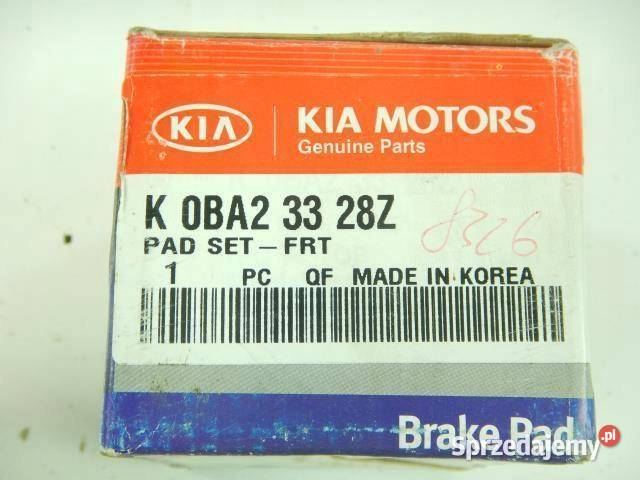 KIA
KIA MOTORS
Genuine Parts
K 0BA2 33 28Z
8326
PAD SET-FRT
1 PC QF MADE IN KOREA
Brake Pad
Sprzedajemy.pl